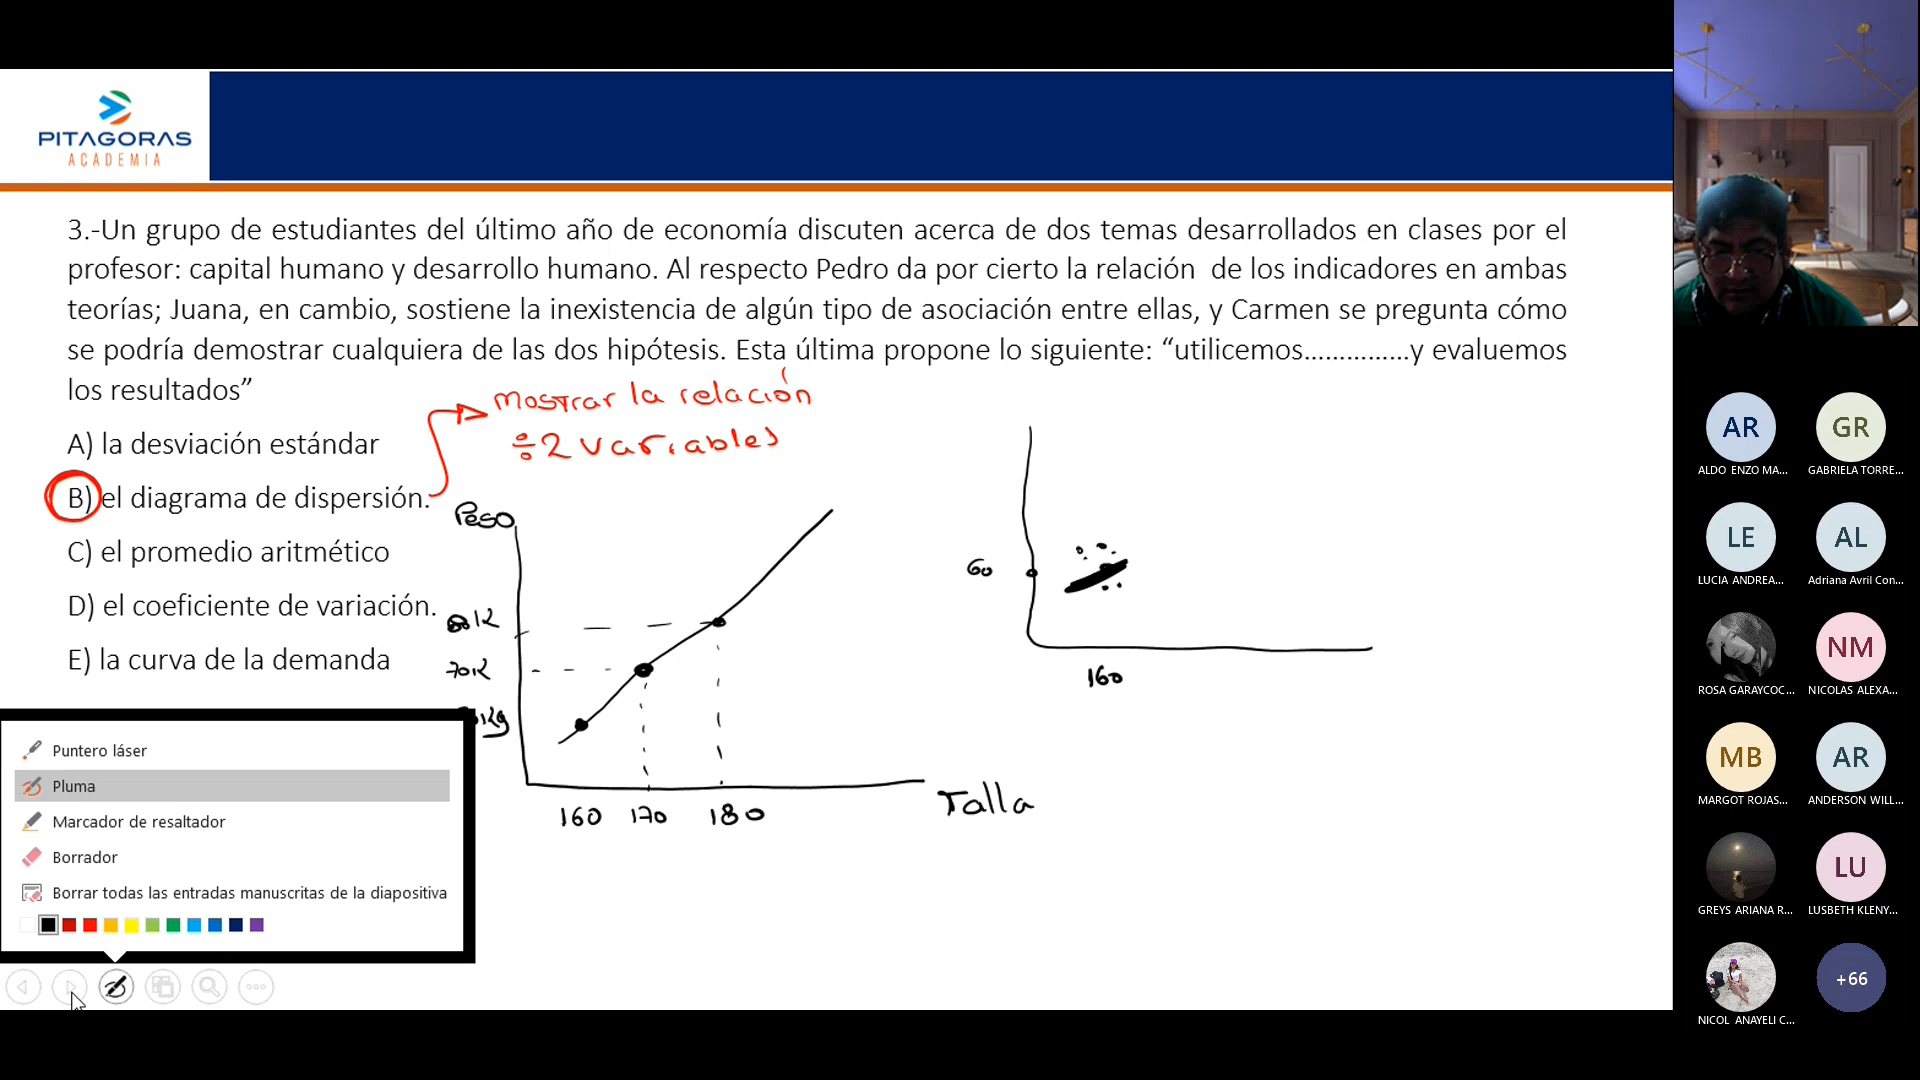 PITAGORAS
ACADEMIA
3.-Un grupo de estudiantes del último año de economía discuten acerca de dos temas desarrollados en clases por el
profesor: capital humano y desarrollo humano. Al respecto Pedro da por cierto la relación de los indicadores en ambas
teorías; Juana, en cambio, sostiene la inexistencia de algún tipo de asociación entre ellas, y Carmen se pregunta cómo
se podría demostrar cualquiera de las dos hipótesis. Esta última propone lo siguiente: “utilicemos...............y evaluemos
los resultados”
mostrar la relación
÷2 variables
A) la desviación estándar
B) el diagrama de dispersión.
C) el promedio aritmético
D) el coeficiente de variación.
E) la curva de la demanda
Peso
80K
70K
Kg
160 170 180
Talla
60
160
Puntero láser
Pluma
Marcador de resaltador
Borrador
Borrar todas las entradas manuscritas de la diapositiva
AR
GR
ALDO ENZO MA...
GABRIELA TORRE...
LE
AL
LUCIA ANDREA...
Adriana Avril Con...
NM
ROSA GARAYCOC...
NICOLAS ALEXA...
MB
AR
MARGOT ROJAS...
ANDERSON WILL...
LU
GREYS ARIANA R...
LUSBETH KLENY...
+66
NICOL ANAYELI C...